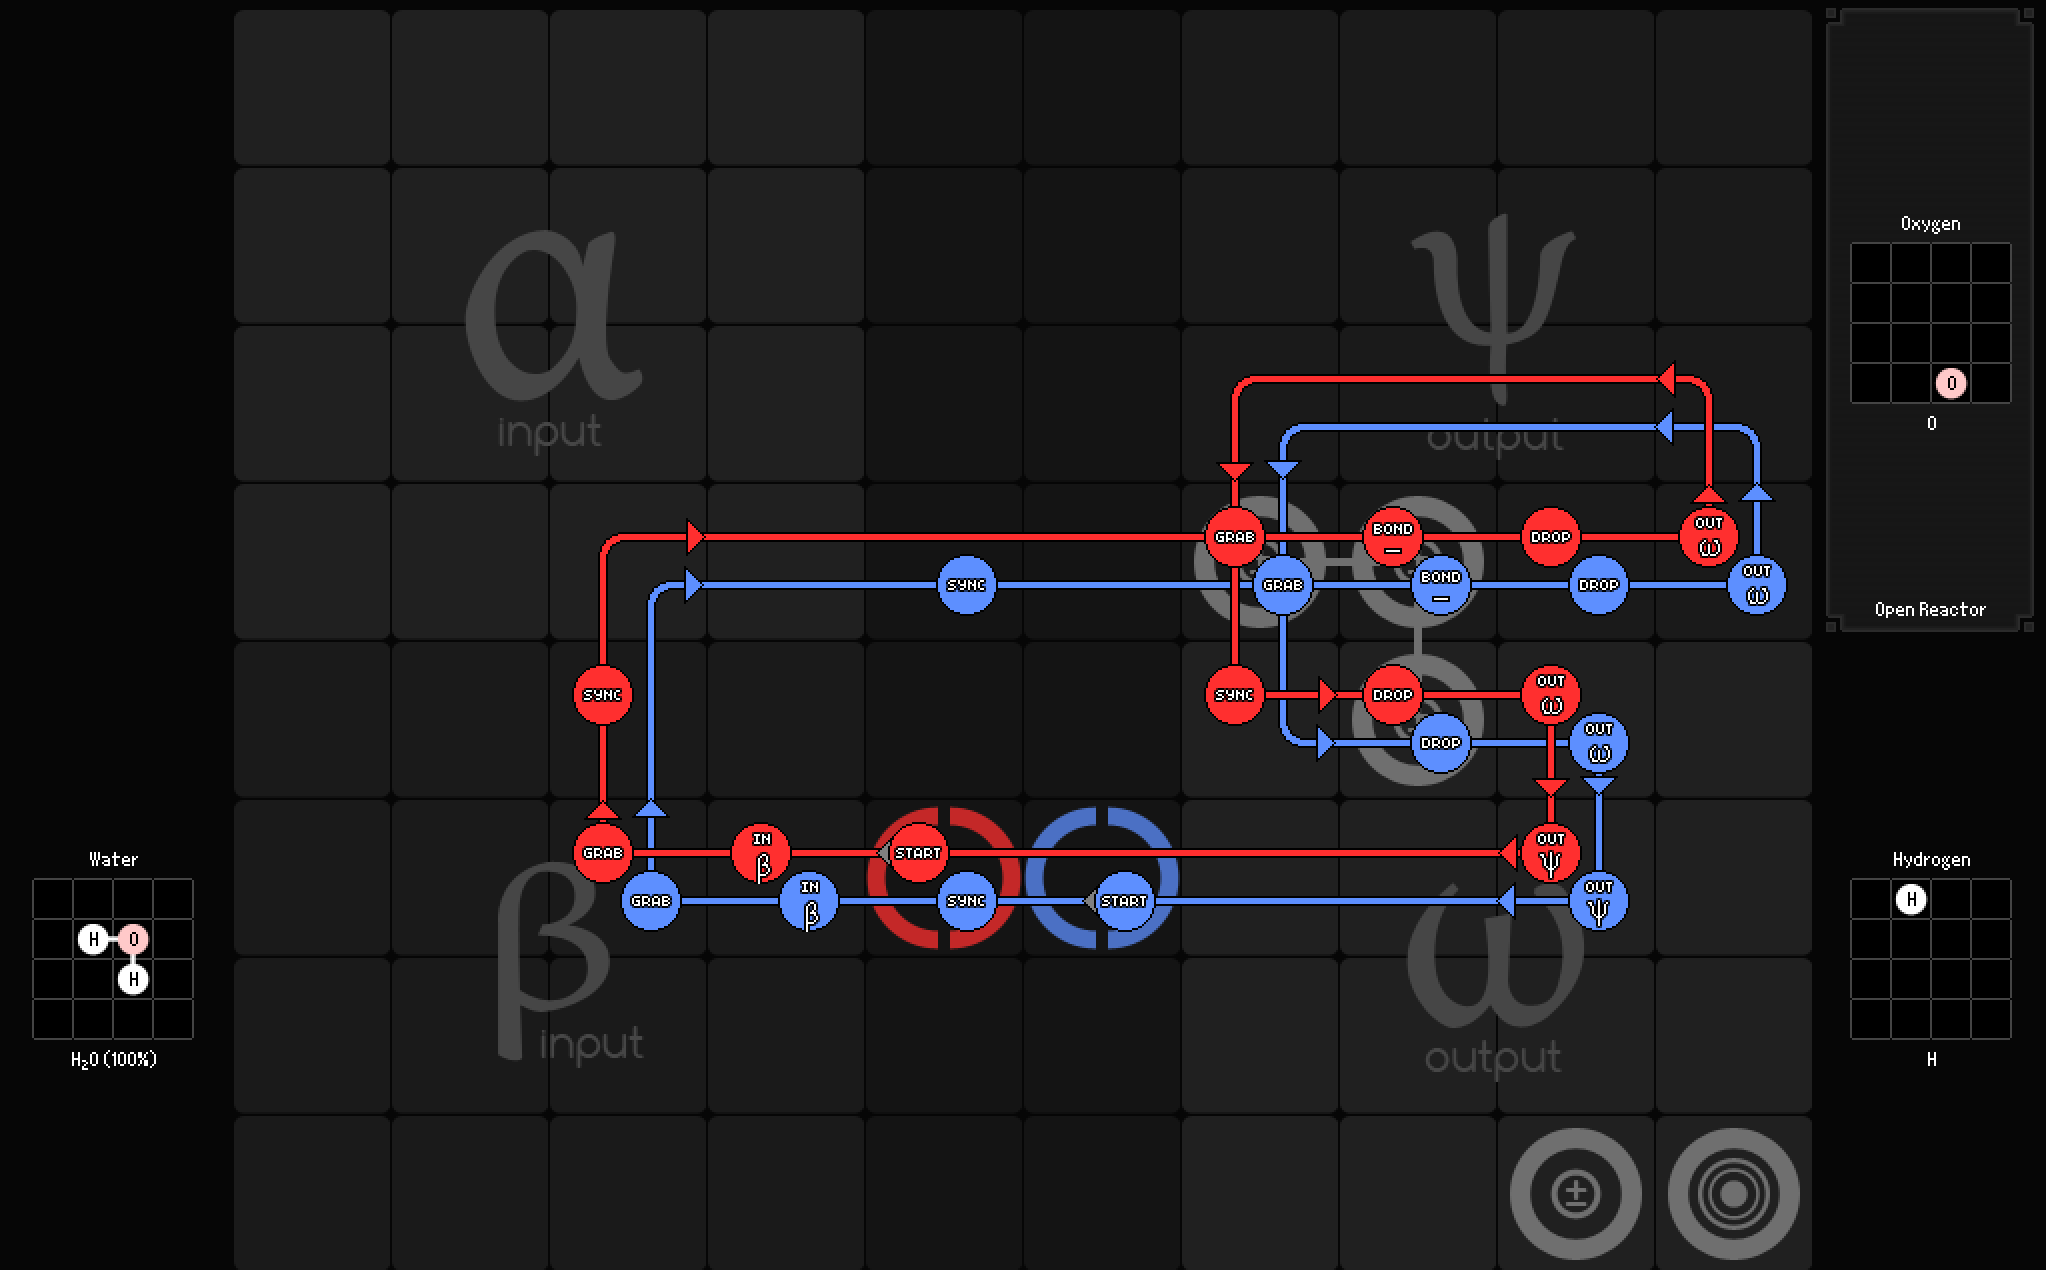 α
input
ψ
output
Oxygen
O
O
Open Reactor
GRAB
BOND
–
DROP
OUT
ω
SYNC
GRAB
BOND
–
DROP
OUT
ω
SYNC
SYNC
DROP
OUT
ω
DROP
OUT
ω
GRAB
IN
β
START
OUT
ψ
GRAB
IN
β
SYNC
START
OUT
ψ
β
input
ω
output
Water
H O
H
H₂O (100%)
Hydrogen
H
H
±